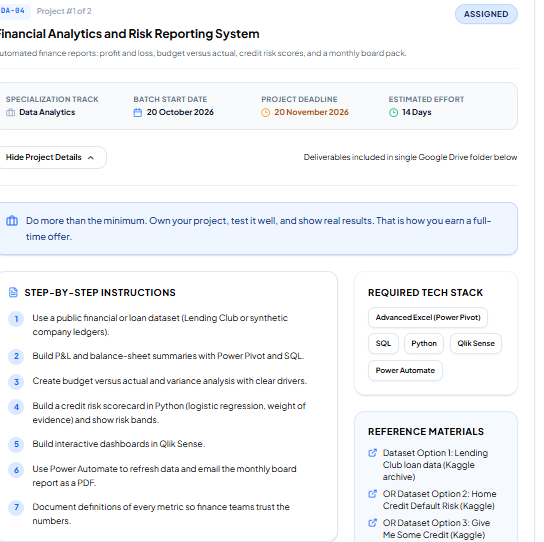 DA-04 Project #1 of 2
ASSIGNED
Financial Analytics and Risk Reporting System
automated finance reports: profit and loss, budget versus actual, credit risk scores, and a monthly board pack.
SPECIALIZATION TRACK
Data Analytics
BATCH START DATE
20 October 2026
PROJECT DEADLINE
20 November 2026
ESTIMATED EFFORT
14 Days
Hide Project Details
Deliverables included in single Google Drive folder below
Do more than the minimum. Own your project, test it well, and show real results. That is how you earn a full-
time offer.
STEP-BY-STEP INSTRUCTIONS
1 Use a public financial or loan dataset (Lending Club or synthetic
company ledgers).
2 Build P&L and balance-sheet summaries with Power Pivot and SQL.
3 Create budget versus actual and variance analysis with clear drivers.
4 Build a credit risk scorecard in Python (logistic regression, weight of
evidence) and show risk bands.
5 Build interactive dashboards in Qlik Sense.
6 Use Power Automate to refresh data and email the monthly board
report as a PDF.
7 Document definitions of every metric so finance teams trust the
numbers.
REQUIRED TECH STACK
Advanced Excel (Power Pivot)
SQL Python Qlik Sense
Power Automate
REFERENCE MATERIALS
Dataset Option 1: Lending
Club loan data (Kaggle
archive)
OR Dataset Option 2: Home
Credit Default Risk (Kaggle)
OR Dataset Option 3: Give
Me Some Credit (Kaggle)